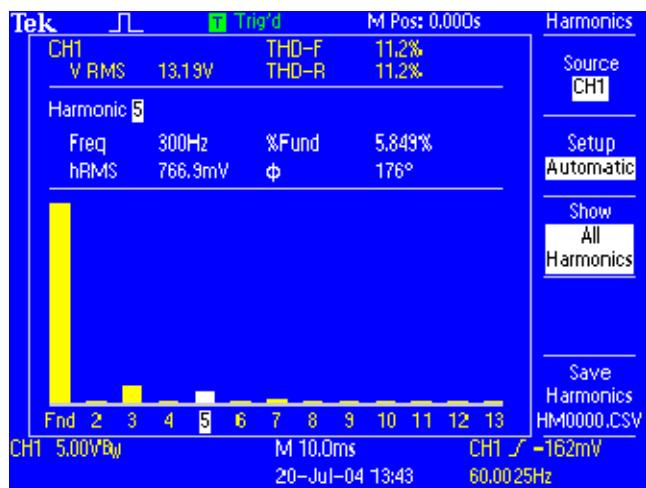 Tek T Trig'd M Pos: 0.000s Harmonics
CH1 THD-F 11.2%
V RMS 13.19V THD-R 11.2%
Harmonic 5
Freq 300Hz %Fund 5.849%
hRMS 766.9mV ϕ 176°
Fnd 2 3 4 5 6 7 8 9 10 11 12 13
Source
CH1
Setup
Automatic
Show
All
Harmonics
Save
Harmonics
HM0000.CSV
CH1 5.00VBW M 10.0ms CH1 -162mV
20-Jul-04 13:43 60.0025Hz